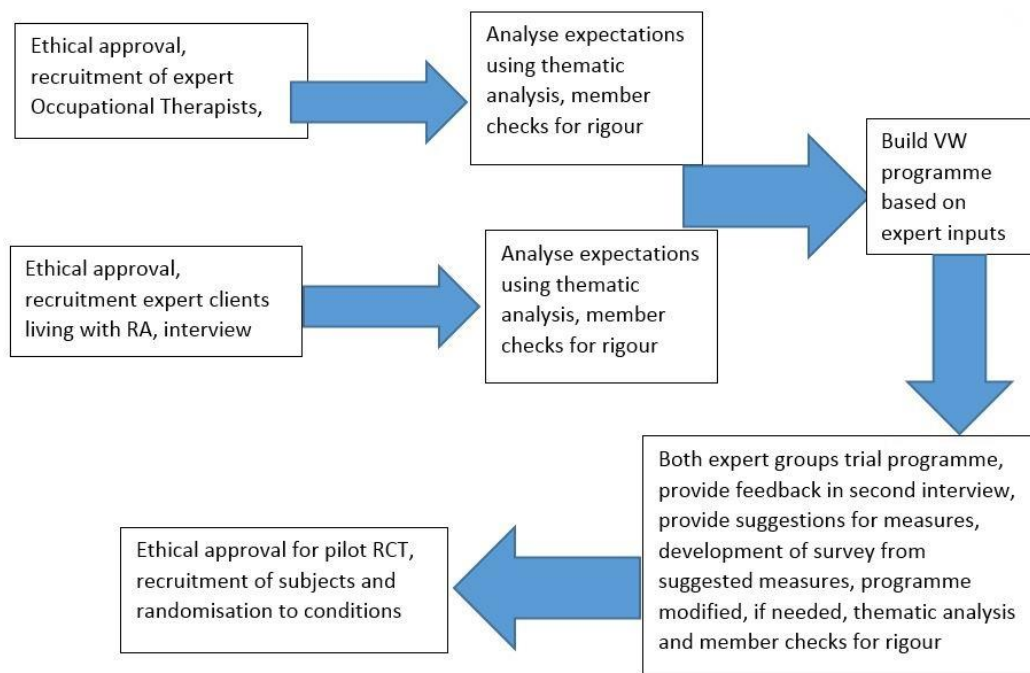 Ethical approval,
recruitment of expert
Occupational Therapists,
Analyse expectations
using thematic
analysis, member
checks for rigour
Build VW
programme
based on
expert inputs
Ethical approval,
recruitment expert clients
living with RA, interview
Analyse expectations
using thematic
analysis, member
checks for rigour
Both expert groups trial programme,
provide feedback in second interview,
provide suggestions for measures,
development of survey from
suggested measures, programme
modified, if needed, thematic analysis
and member checks for rigour
Ethical approval for pilot RCT,
recruitment of subjects and
randomisation to conditions